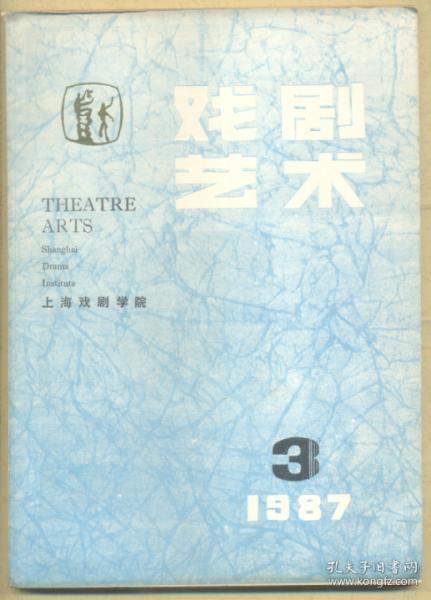 戏剧
艺术
THEATRE
ARTS
Shanghai
Drama
Institute
上海戏剧学院
3
1987
孔夫子旧书网
www.kongfz.com